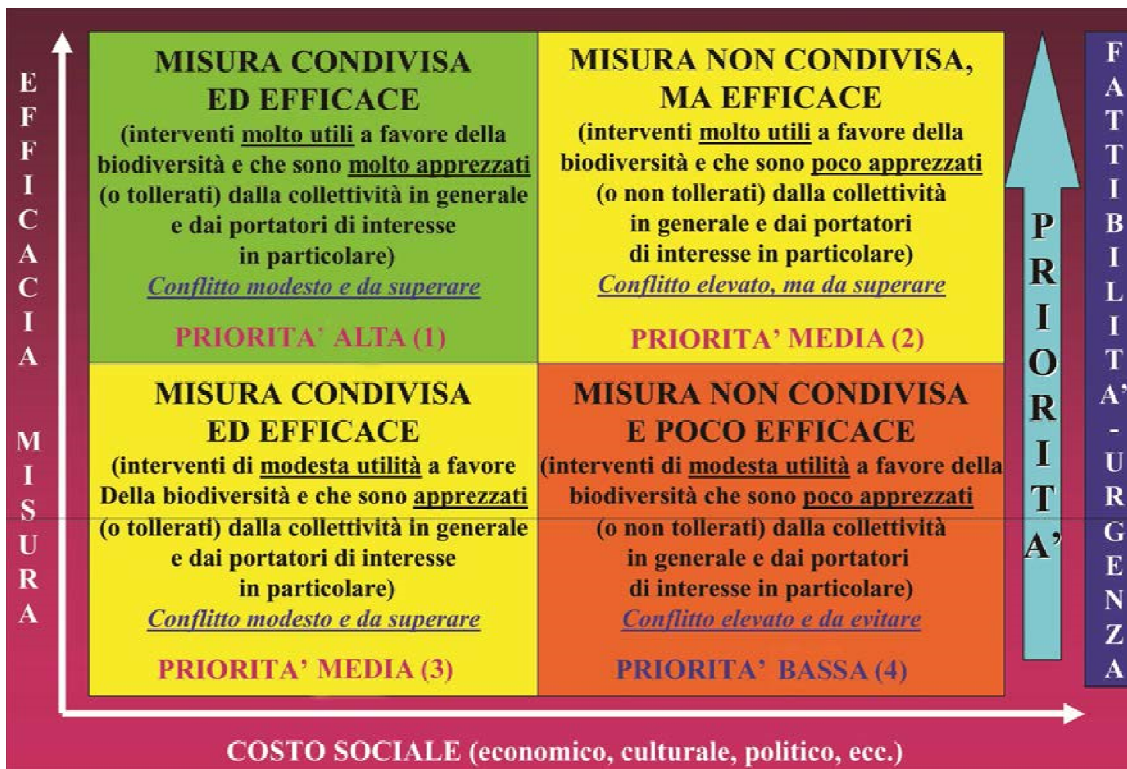 EFFICACIA MISURA
MISURA CONDIVISA
ED EFFICACE
(interventi molto utili a favore della
biodiversità e che sono molto apprezzati
(o tollerati) dalla collettività in generale
e dai portatori di interesse
in particolare)
Conflitto modesto e da superare
PRIORITA’ ALTA (1)
MISURA NON CONDIVISA,
MA EFFICACE
(interventi molto utili a favore della
biodiversità e che sono poco apprezzati
(o non tollerati) dalla collettività
in generale e dai portatori
di interesse in particolare)
Conflitto elevato, ma da superare
PRIORITA’ MEDIA (2)
MISURA CONDIVISA
ED EFFICACE
(interventi di modesta utilità a favore
Della biodiversità e che sono apprezzati
(o tollerati) dalla collettività in generale
e dai portatori di interesse
in particolare)
Conflitto modesto e da superare
PRIORITA’ MEDIA (3)
MISURA NON CONDIVISA
E POCO EFFICACE
(interventi di modesta utilità a favore della
biodiversità che sono poco apprezzati
(o non tollerati) dalla collettività
in generale e dai portatori
di interesse in particolare)
Conflitto elevato e da evitare
PRIORITA’ BASSA (4)
PRIORITA’
FATTIBILITA’-URGENZA
COSTO SOCIALE (economico, culturale, politico, ecc.)